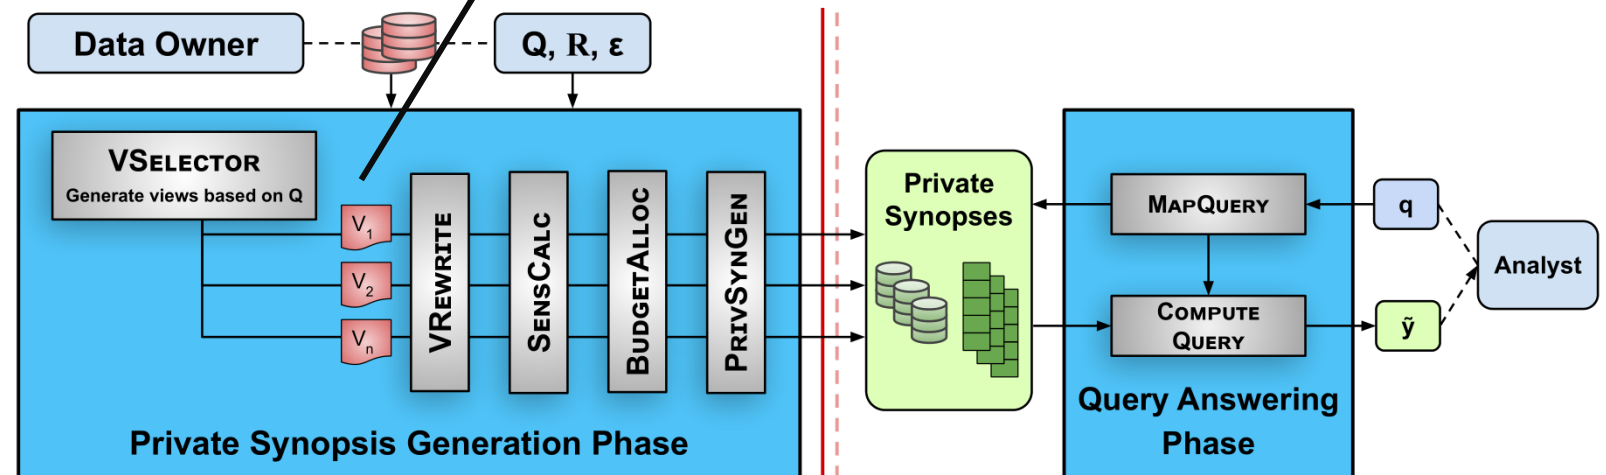 Data Owner
Q, R, ε
VSELECTOR
Generate views based on Q
V1
V2
Vn
VREWRITE
SENSCALC
BUDGETALLOC
PRIVSYNGEN
Private Synopsis Generation Phase
Private
Synopses
MAPQUERY
COMPUTE
QUERY
Query Answering
Phase
q
ỹ
Analyst